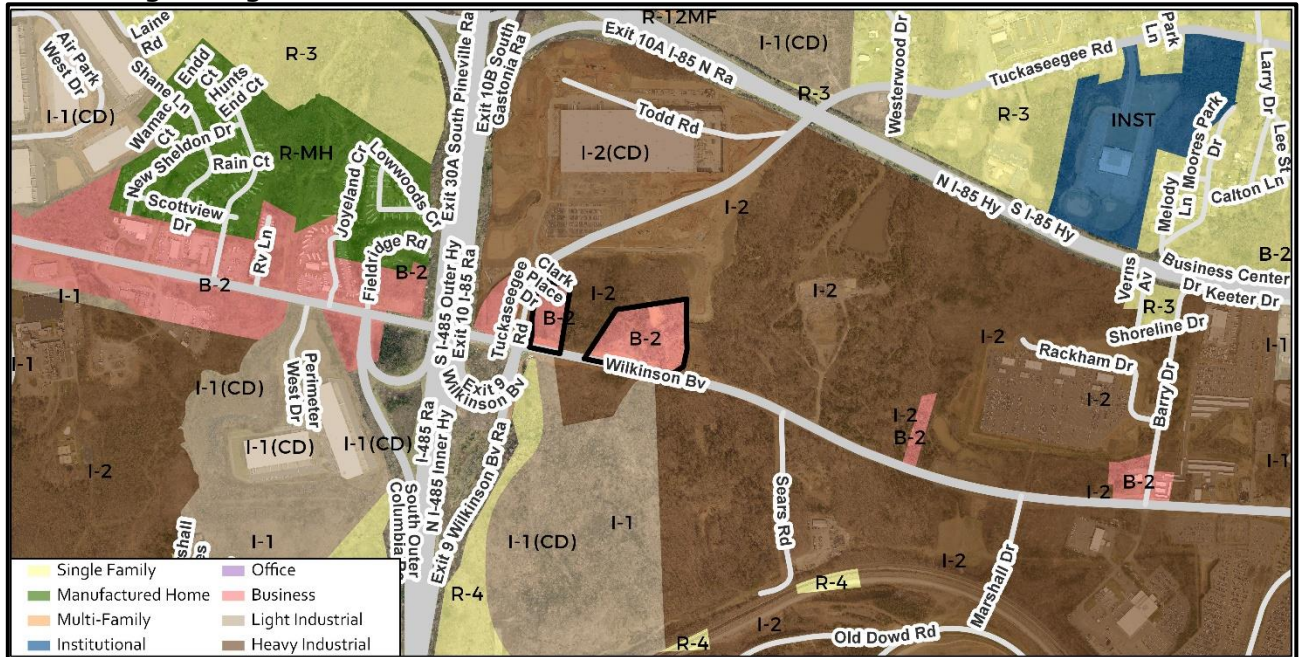 Air Park
West Dr
Laine
Rd
Shane Ln
Wamac
Ct
Endd
Ct
Hunts
End Ct
New Sheldon Dr
Rain Ct
Scottview
Dr
Rv Ln
Joyeland Cr
Lowwoods Cr
Fieldridge Rd
I-1(CD)
R-3
R-MH
B-2
B-2
Exit 30A South Pineville Ra
Exit 10B South
Gastonia Ra
S I-485 Outer Hy
Exit 10 I-85 Ra
R-12MF
I-1(CD)
Exit 10A I-85 N Ra
Todd Rd
I-2(CD)
R-3
Westerwood Dr
Tuckaseegee Rd
Park
Ln
R-3
INST
Larry Dr
Lee St
Moores Park
Dr
Melody
Ln
Calton Ln
N I-85 Hy
S I-85 Hy
B-2
Business Center
Dr Keeter Dr
Verns
Av
R-3
Shoreline Dr
Rackham Dr
Barry Dr
I-2
I-2
I-2
I-2
I-2
Clark
Place
Dr
Tuckaseegee
Rd
B-2
B-2
Wilkinson Bv
Exit 9
Wilkinson Bv
I-1
I-1
I-1(CD)
Perimeter
West Dr
I-1(CD)
I-1(CD)
I-2
I-1
I-485 Ra
N I-485 Inner Hy
South Outer
Exit 9 Wilkinson Bv Ra
R-4
I-1(CD)
I-1
Sears Rd
I-2
B-2
I-2
B-2
I-1
I-1
I-2
Marshall Dr
R-4
R-4
I-2
Old Dowd Rd
I-2
Single Family
Manufactured Home
Multi-Family
Institutional
Office
Business
Light Industrial
Heavy Industrial